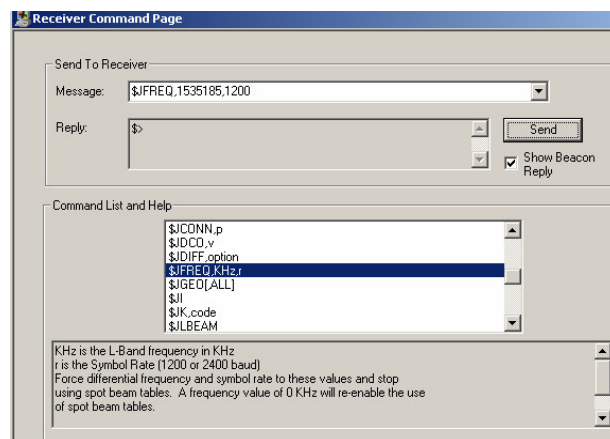 Receiver Command Page
Send To Receiver
Message: $JFREQ,1535185,1200
Reply: $>
Send
Show Beacon
Reply
Command List and Help
$JCONN,p
$JDCO,v
$JDIFF,option
$JFREQ,KHz,r
$JGEO[,ALL]
$JI
$JK,code
$JLBEAM
KHz is the L-Band frequency in KHz
r is the Symbol Rate (1200 or 2400 baud)
Force differential frequency and symbol rate to these values and stop
using spot beam tables.  A frequency value of 0 KHz will re-enable the use
of spot beam tables.